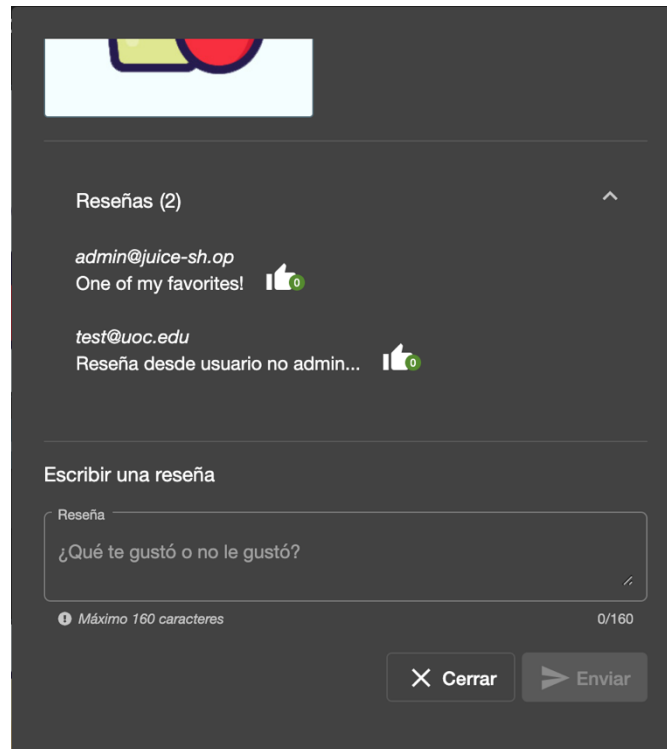 Reseñas (2)
admin@juice-sh.op
One of my favorites! 0
test@uoc.edu
Reseña desde usuario no admin... 0
Escribir una reseña
Reseña
¿Qué te gustó o no le gustó?
Máximo 160 caracteres 0/160
Cerrar Enviar